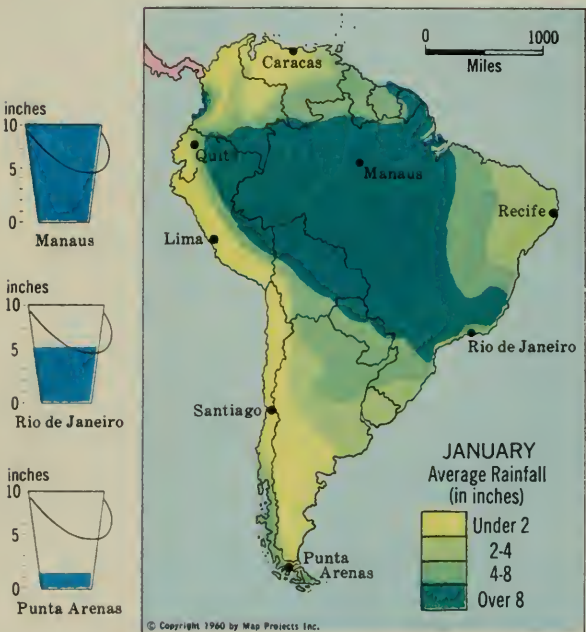 inches
10
5
0
Manaus
inches
10
5
0
Rio de Janeiro
inches
10
5
0
Punta Arenas
0 1000
Miles
Caracas
Quit
Manaus
Recife
Lima
Rio de Janeiro
Santiago
Punta
Arenas
JANUARY
Average Rainfall
(in inches)
Under 2
2-4
4-8
Over 8
© Copyright 1960 by Map Projects Inc.